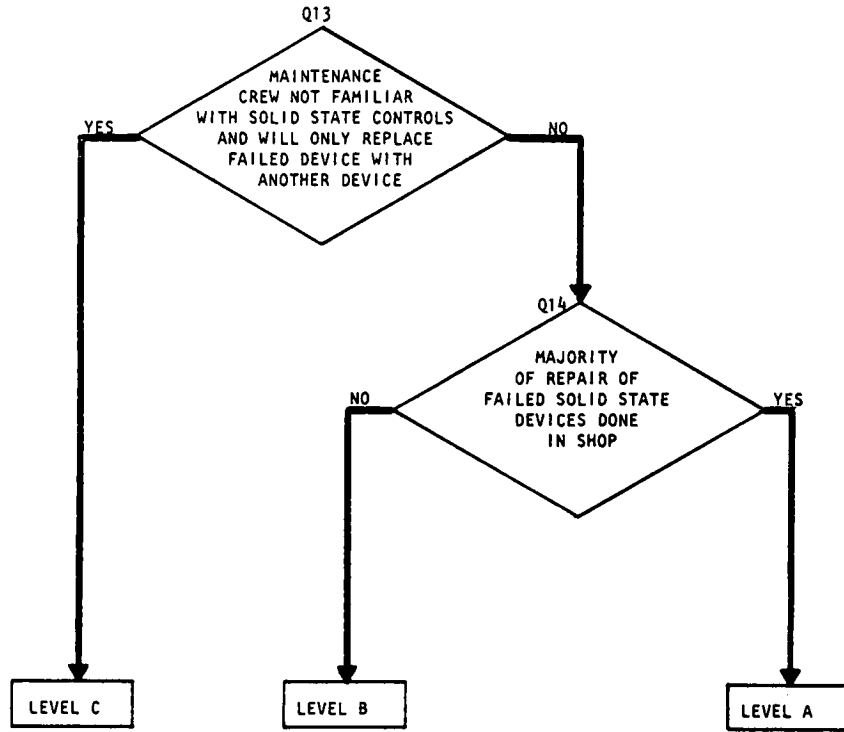 Q13
MAINTENANCE
CREW NOT FAMILIAR
WITH SOLID STATE CONTROLS
AND WILL ONLY REPLACE
FAILED DEVICE WITH
ANOTHER DEVICE
YES
NO
Q14
MAJORITY
OF REPAIR OF
FAILED SOLID STATE
DEVICES DONE
IN SHOP
NO
YES
LEVEL C
LEVEL B
LEVEL A